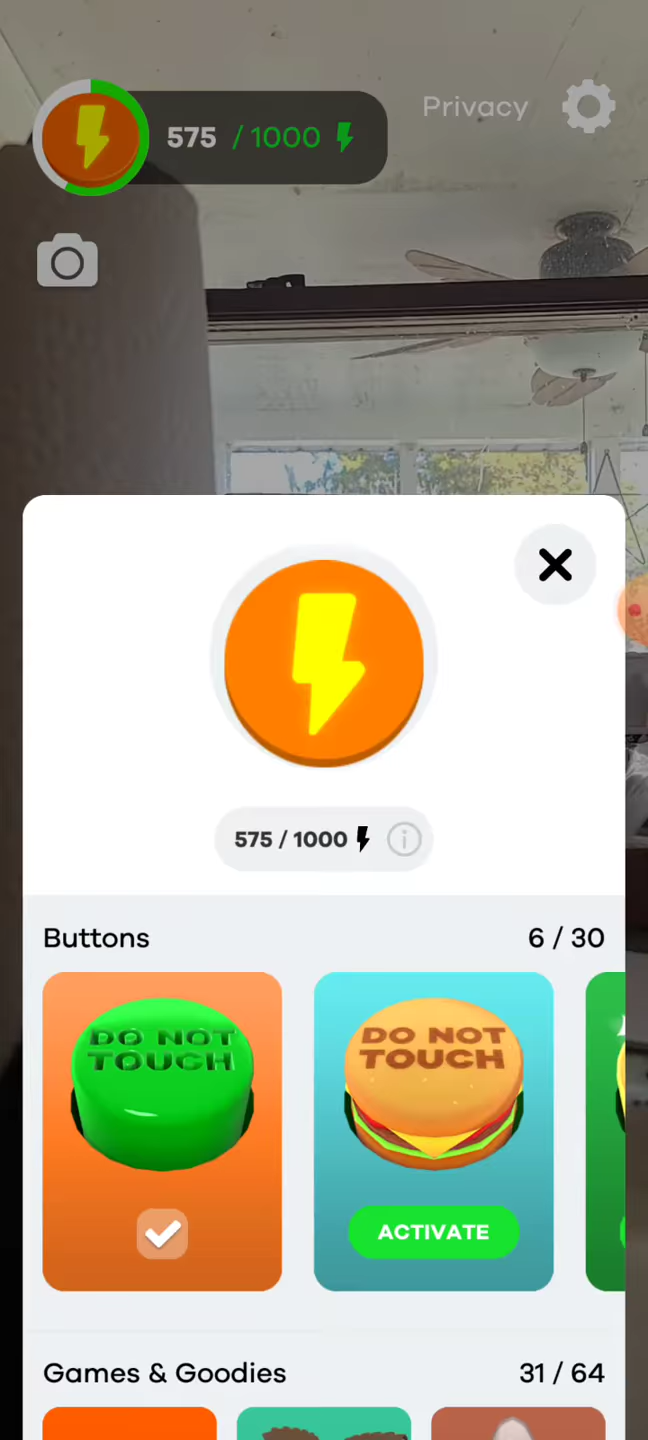 575 / 1000
Privacy
575 / 1000
Buttons
6 / 30
DO NOT
TOUCH
DO NOT
TOUCH
ACTIVATE
Games & Goodies
31 / 64